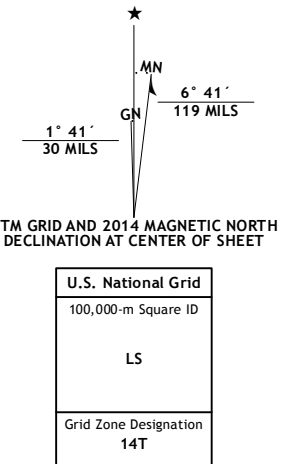 ★
MN
GN
6° 41´
119 MILS
1° 41´
30 MILS
TM GRID AND 2014 MAGNETIC NORTH
DECLINATION AT CENTER OF SHEET
U.S. National Grid
100,000-m Square ID
LS
Grid Zone Designation
14T